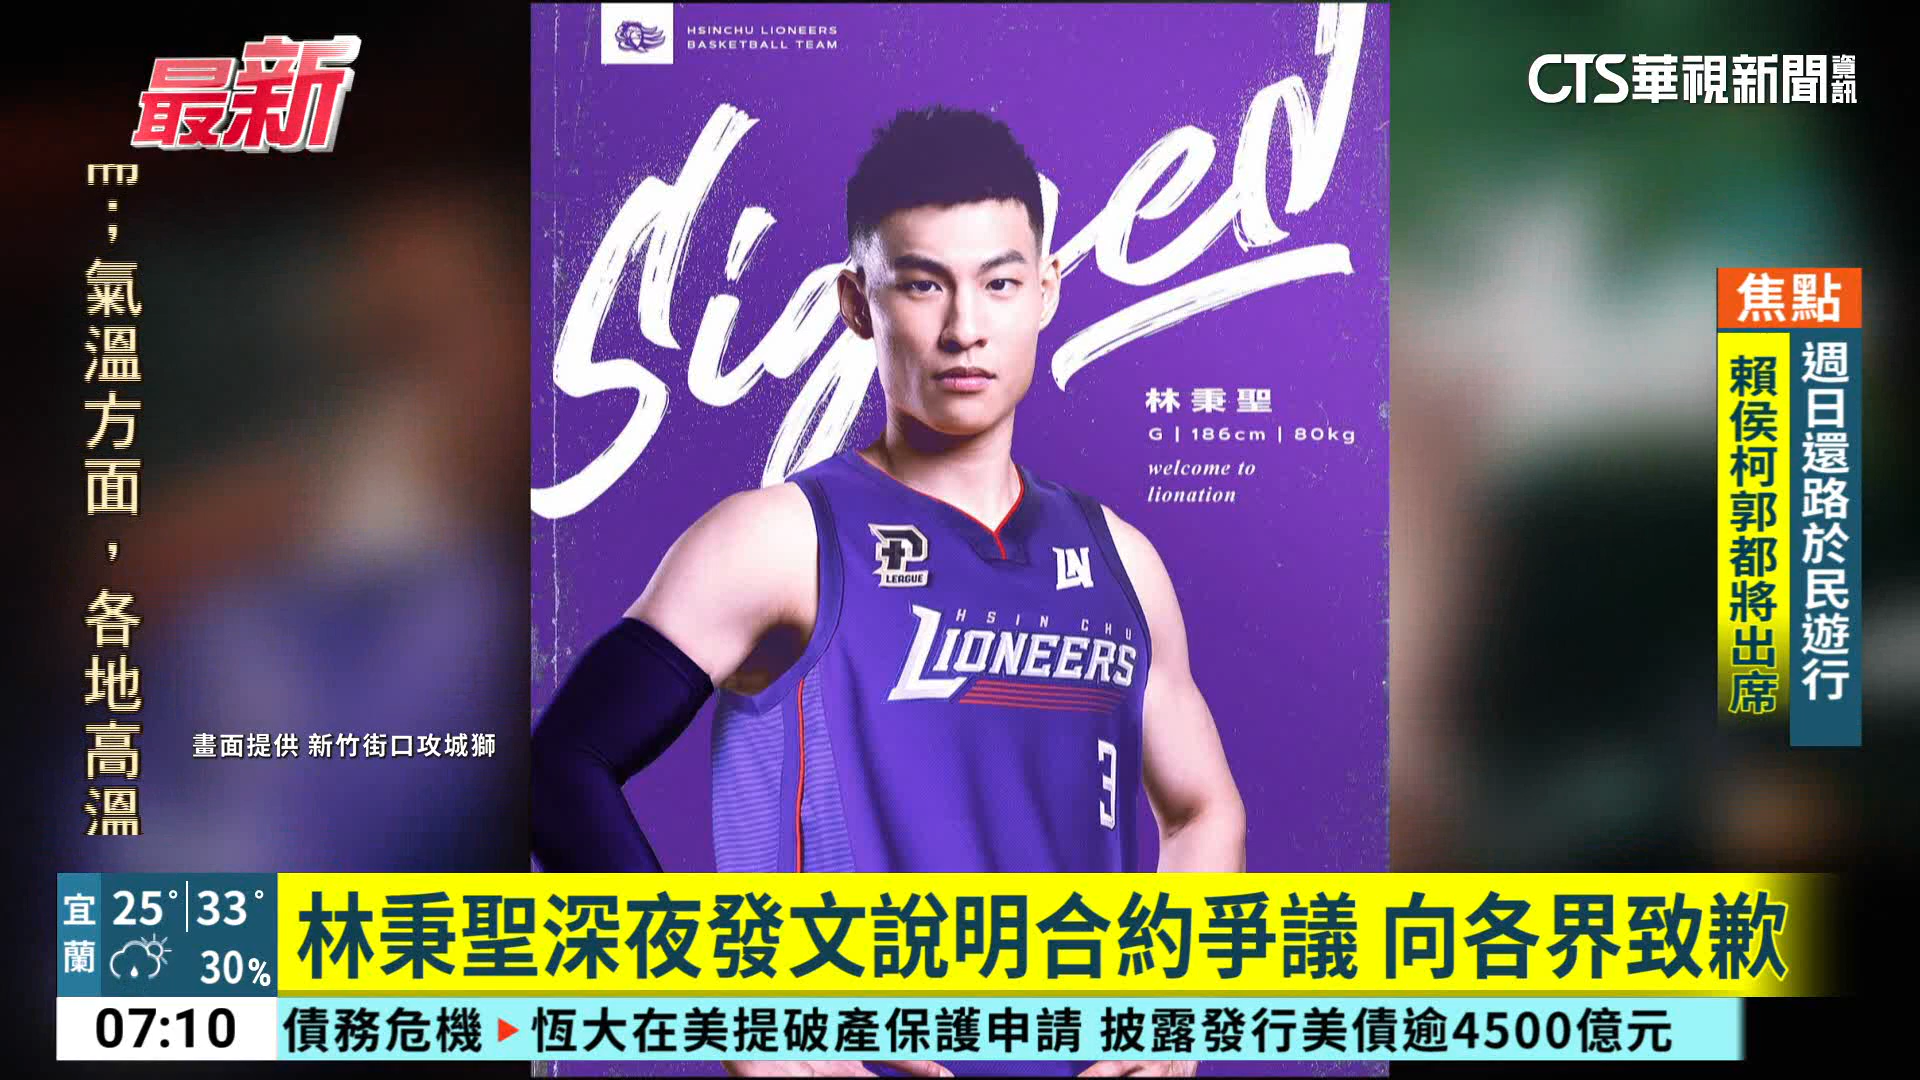 最新
CTS華視新聞資訊
HSINCHU LIONEERS
BASKETBALL TEAM
Signed
林秉聖
G | 186cm | 80kg
welcome to
lionation
P
LEAGUE
LN
HSIN CHU
LIONEERS
3
；氣溫方面，各地高溫
畫面提供 新竹街口攻城獅
焦點
週日還路於民遊行
賴侯柯郭都將出席
宜蘭
25° 33°
30%
林秉聖深夜發文說明合約爭議 向各界致歉
07:10
債務危機▶恆大在美提破產保護申請 披露發行美債逾4500億元